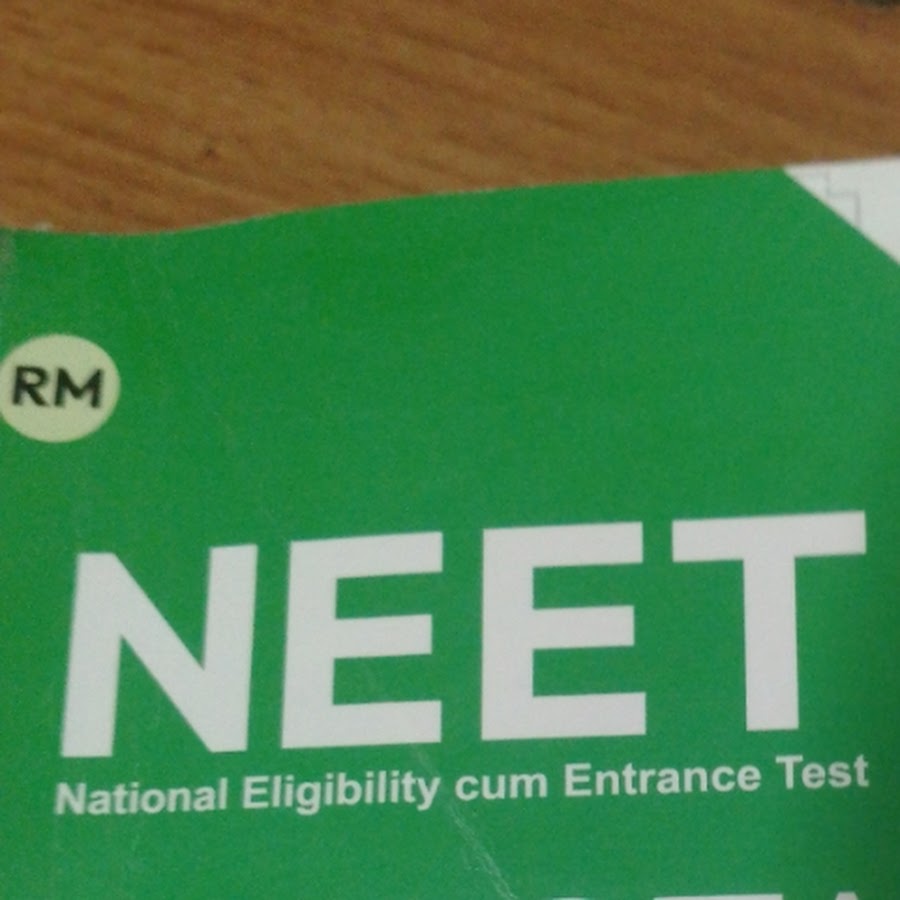 RM
NEET
National Eligibility cum Entrance Test